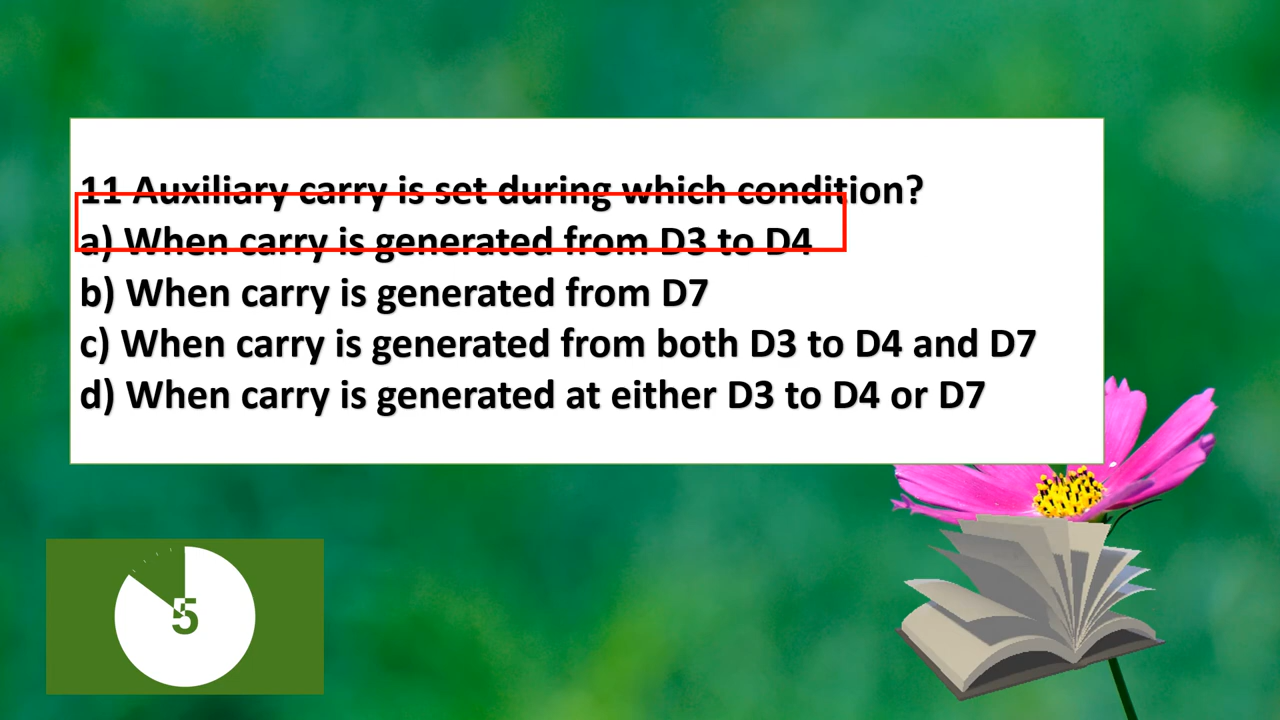 11 Auxiliary carry is set during which condition?
a) When carry is generated from D3 to D4
b) When carry is generated from D7
c) When carry is generated from both D3 to D4 and D7
d) When carry is generated at either D3 to D4 or D7
5